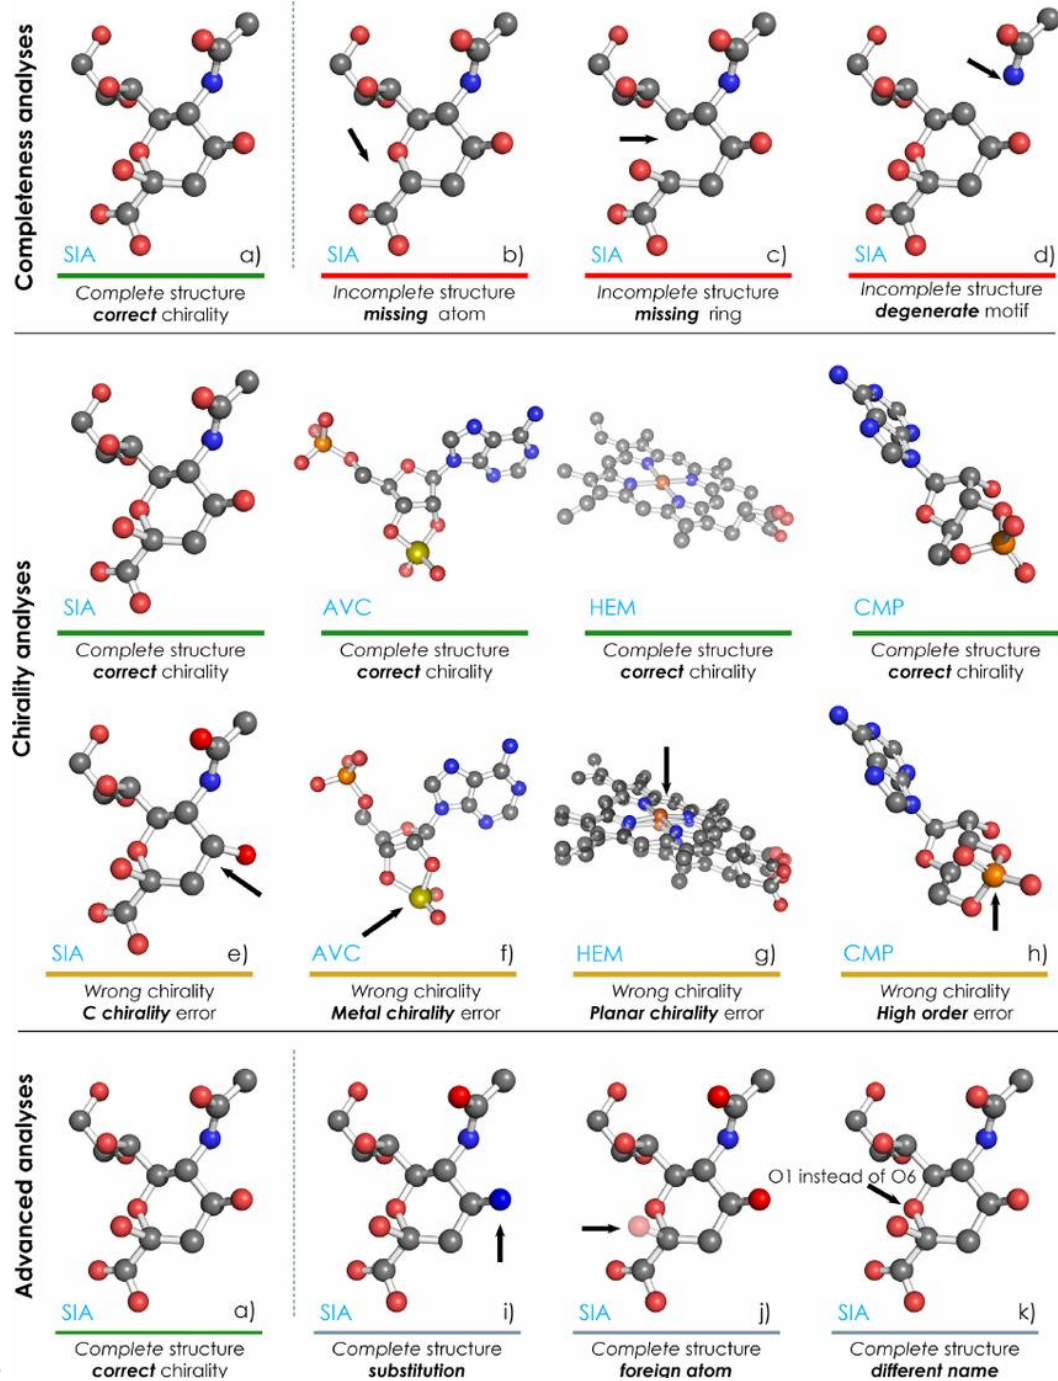 Completeness analyses
SIA a)
Complete structure
correct chirality
SIA b)
Incomplete structure
missing atom
SIA c)
Incomplete structure
missing ring
SIA d)
Incomplete structure
degenerate motif
Chirality analyses
SIA
Complete structure
correct chirality
AVC
Complete structure
correct chirality
HEM
Complete structure
correct chirality
CMP
Complete structure
correct chirality
SIA e)
Wrong chirality
C chirality error
AVC f)
Wrong chirality
Metal chirality error
HEM g)
Wrong chirality
Planar chirality error
CMP h)
Wrong chirality
High order error
Advanced analyses
SIA a)
Complete structure
correct chirality
SIA i)
Complete structure
substitution
SIA j)
Complete structure
foreign atom
O1 instead of O6
SIA k)
Complete structure
different name